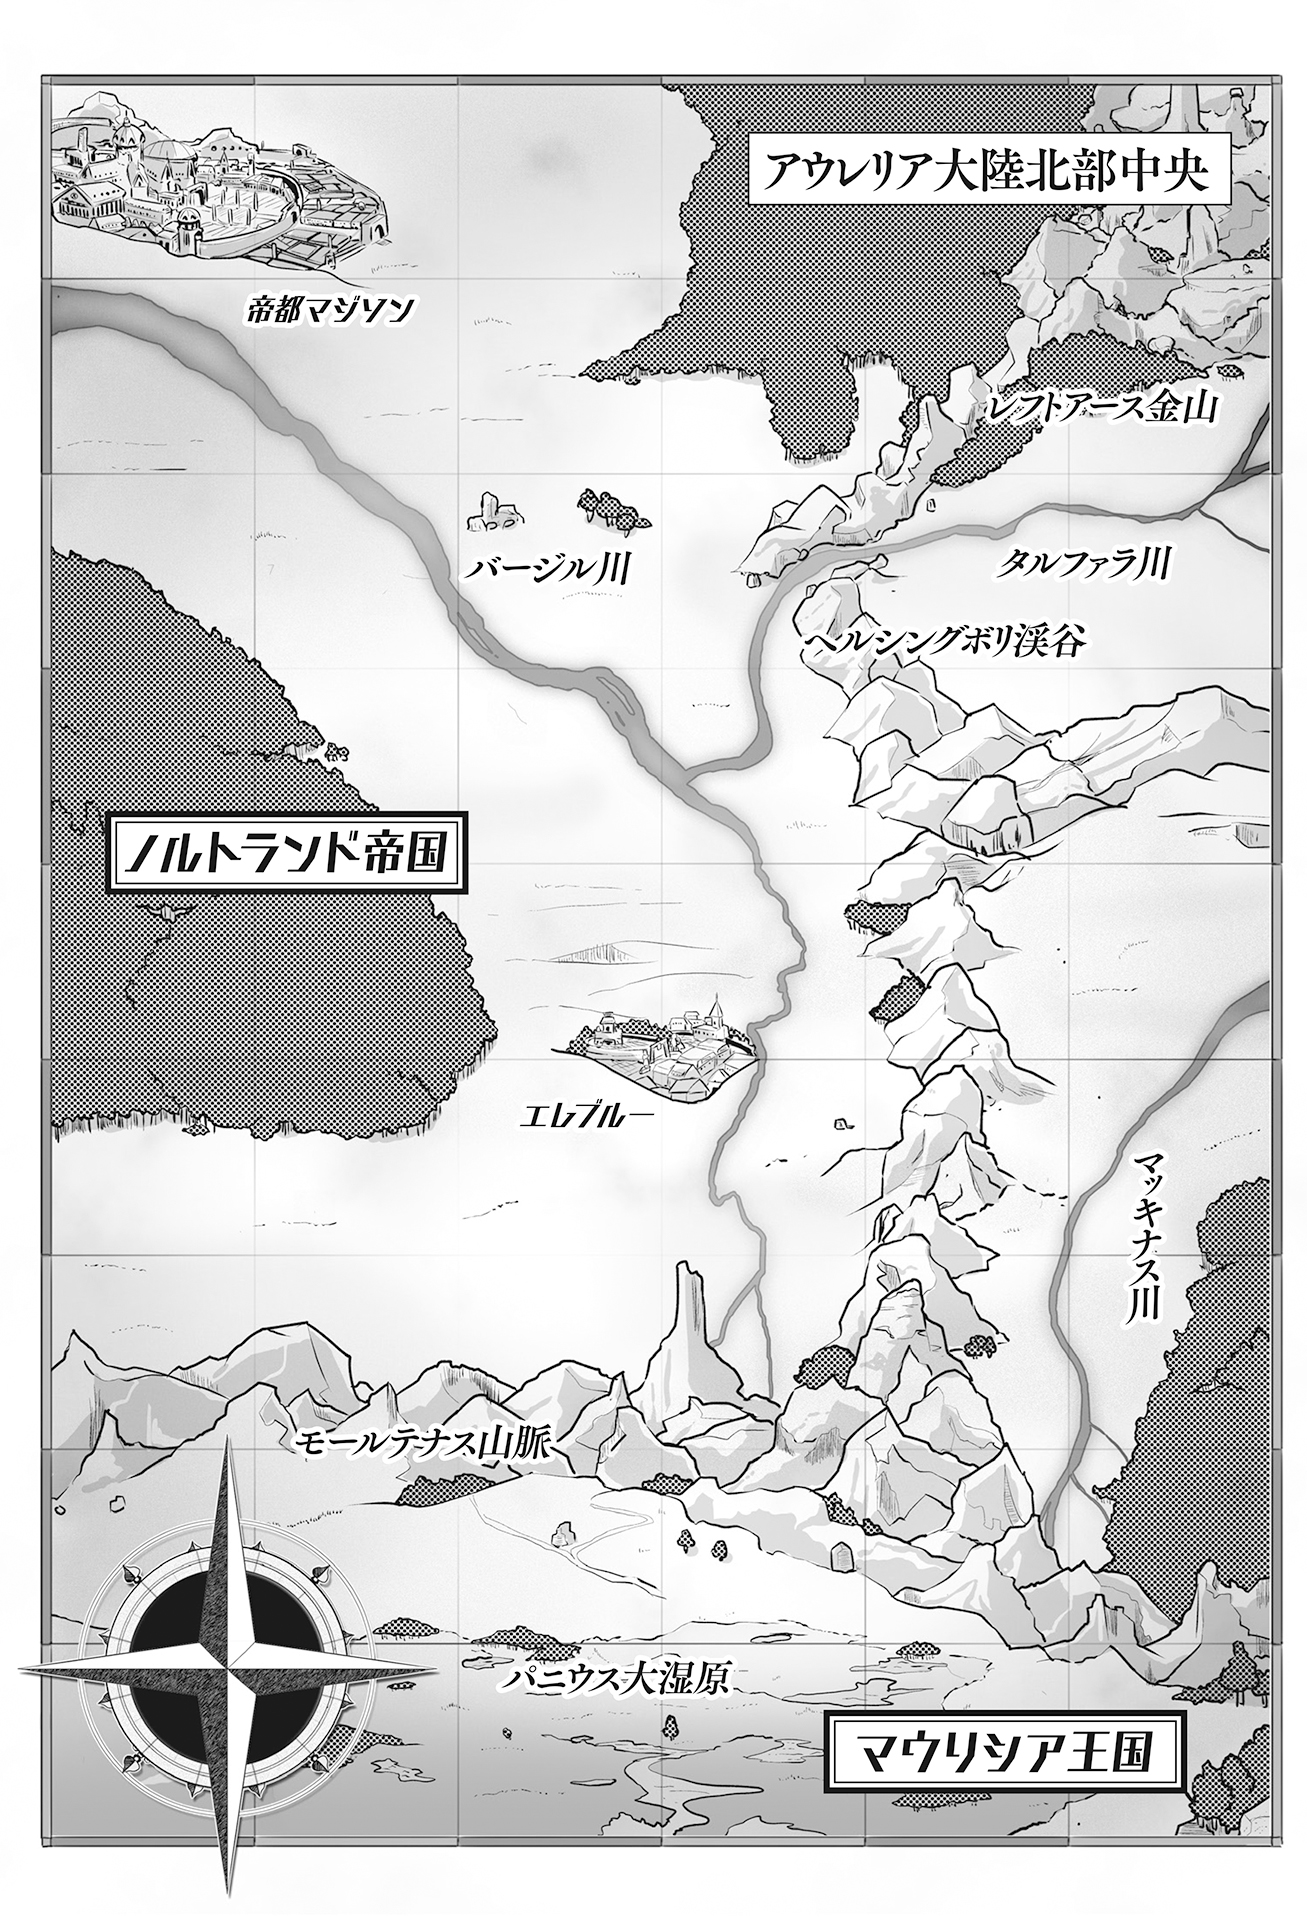 アウレリア大陸北部中央
帝都マジソン
レフトアース金山
バージル川
タルファラ川
ヘルシングボリ渓谷
ノルトランド帝国
エレブルー
マッキナス川
モールテナス山脈
パニウス大湿原
マウリシア王国